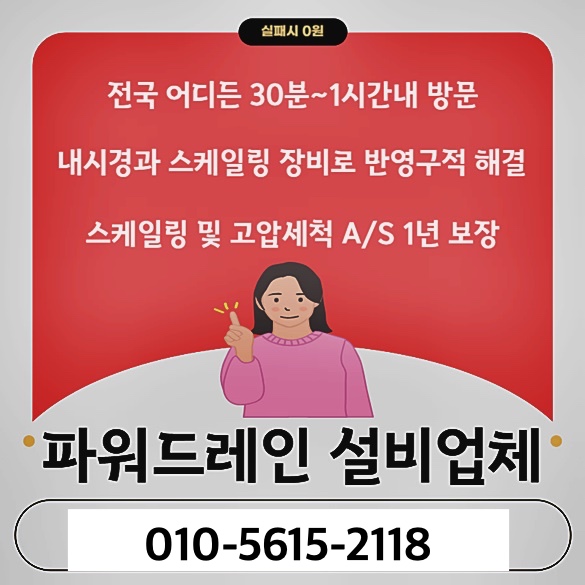 실패시 0원
전국 어디든 30분~1시간내 방문
내시경과 스케일링 장비로 반영구적 해결
스케일링 및 고압세척 A/S 1년 보장
파워드레인 설비업체
010-5615-2118